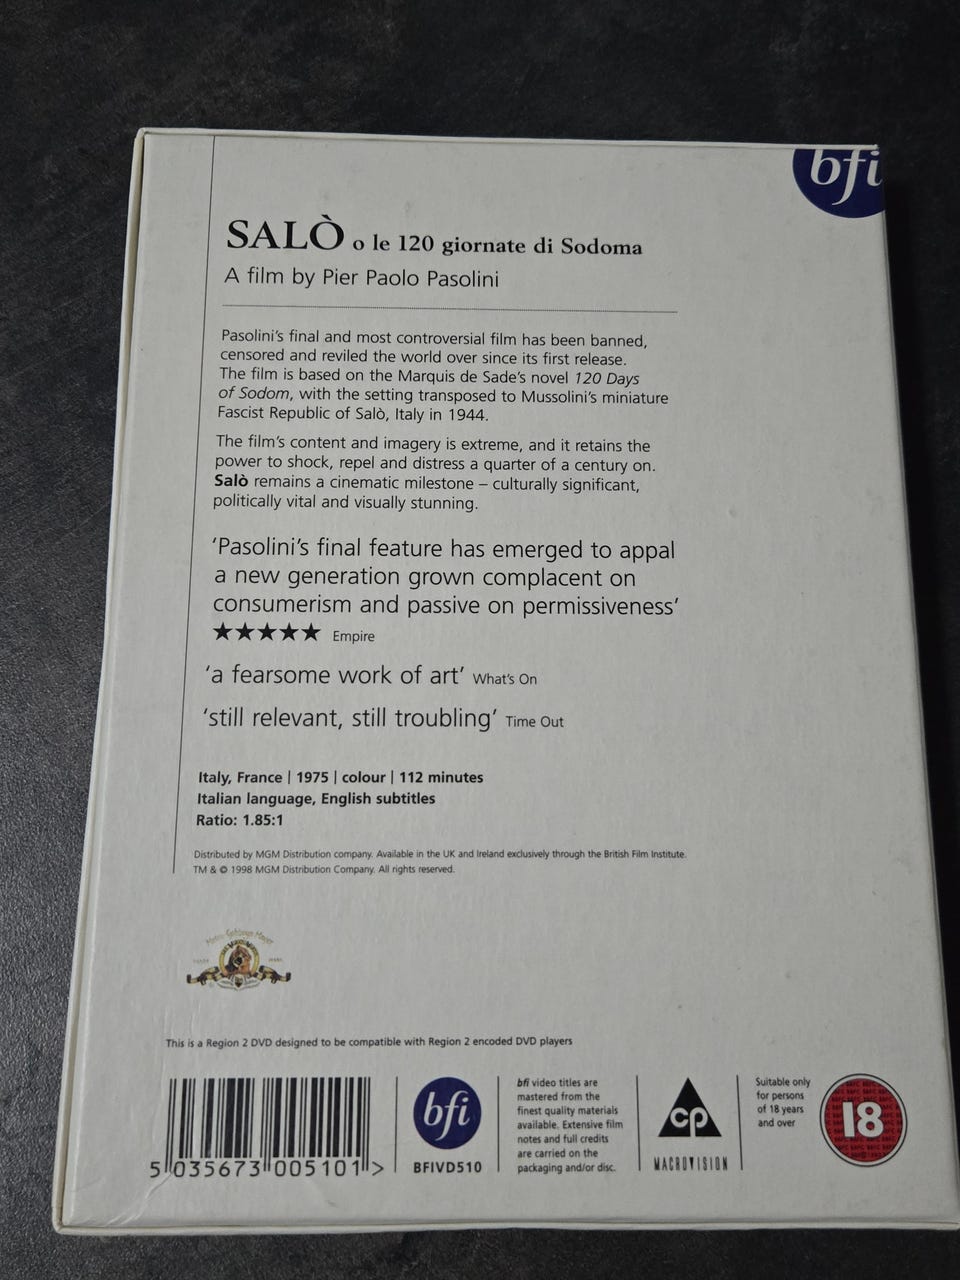 bfi
SALÒ o le 120 giornate di Sodoma
A film by Pier Paolo Pasolini
Pasolini's final and most controversial film has been banned,
censored and reviled the world over since its first release.
The film is based on the Marquis de Sade's novel 120 Days
of Sodom, with the setting transposed to Mussolini's miniature
Fascist Republic of Salò, Italy in 1944.
The film's content and imagery is extreme, and it retains the
power to shock, repel and distress a quarter of a century on.
Salò remains a cinematic milestone – culturally significant,
politically vital and visually stunning.
'Pasolini's final feature has emerged to appal
a new generation grown complacent on
consumerism and passive on permissiveness'
★★★★★ Empire
'a fearsome work of art' What's On
'still relevant, still troubling' Time Out
Italy, France | 1975 | colour | 112 minutes
Italian language, English subtitles
Ratio: 1.85:1
Distributed by MGM Distribution company. Available in the UK and Ireland exclusively through the British Film Institute.
TM & © 1998 MGM Distribution Company. All rights reserved.
Metro Goldwyn Mayer
This is a Region 2 DVD designed to be compatible with Region 2 encoded DVD players
5 035673 005101 >
bfi
BFIVD510
bfi video titles are
mastered from the
finest quality materials
available. Extensive film
notes and full credits
are carried on the
packaging and/or disc.
cp
MACROVISION
Suitable only
for persons
of 18 years
and over
18